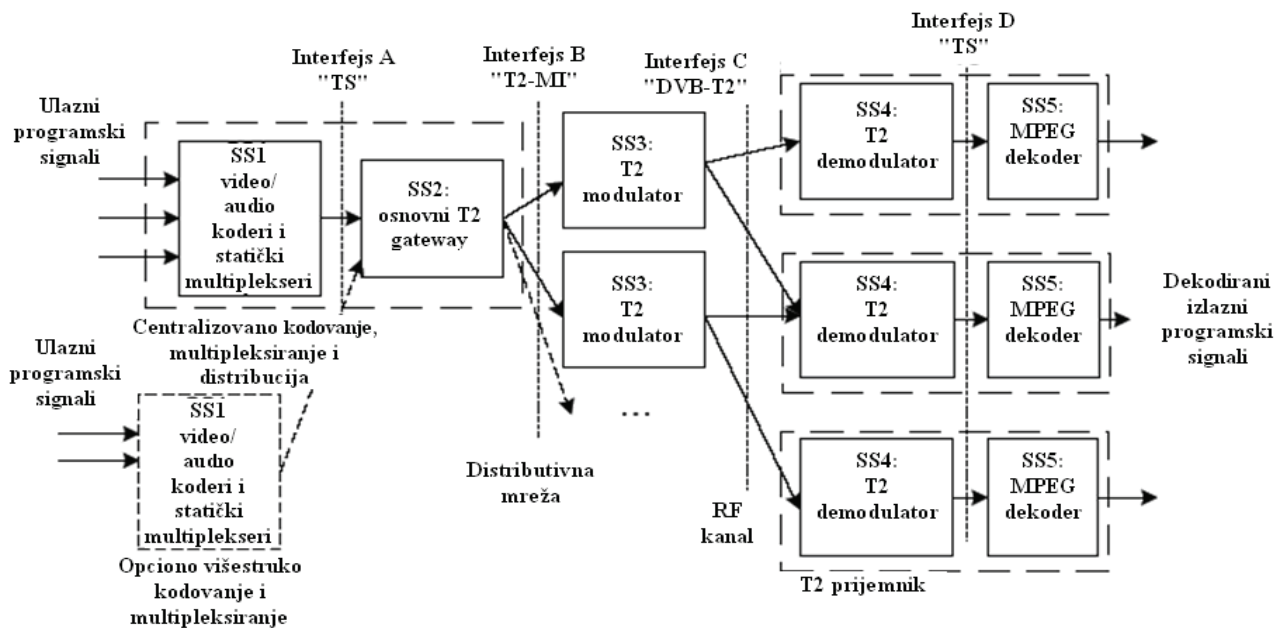 Interfejs A
"TS"
Interfejs B
"T2-MI"
Interfejs C
"DVB-T2"
Interfejs D
"TS"
Ulazni
programski
signali
SS1
video/
audio
koderi i
statički
multiplekseri
SS2:
osnovni T2
gateway
SS3:
T2
modulator
SS4:
T2
demodulator
SS5:
MPEG
dekoder
SS3:
T2
modulator
SS4:
T2
demodulator
SS5:
MPEG
dekoder
Dekodirani
izlazni
programski
signali
Centralizovano kodovanje,
multipleksiranje i
distribucija
Ulazni
programski
signali
SS1
video/
audio
koderi i
statički
multiplekseri
Opciono višestruko
kodovanje i
multipleksiranje
...
Distributivna
mreža
RF
kanal
SS4:
T2
demodulator
SS5:
MPEG
dekoder
T2 prijemnik